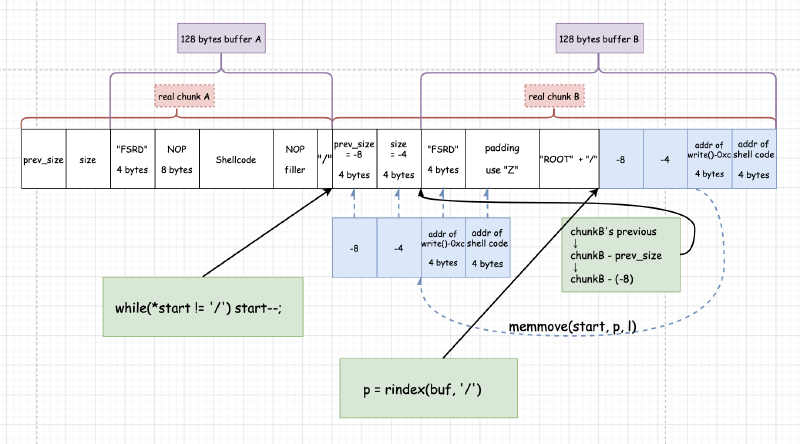 128 bytes buffer A
128 bytes buffer B
real chunk A
real chunk B
prev_size
size
"FSRD"
4 bytes
NOP
8 bytes
Shellcode
NOP
filler
"/"
prev_size
= -8
4 bytes
size
= -4
4 bytes
"FSRD"
4 bytes
padding
use "Z"
"ROOT" + "/"
-8
-4
addr of
write()-0xc
4 bytes
addr of
shell code
4 bytes
-8
-4
addr of
write()-0xc
4 bytes
addr of
shell code
4 bytes
chunkB's previous
↓
chunkB - prev_size
↓
chunkB - (-8)
while(*start != '/') start--;
memmove(start, p, l)
p = rindex(buf, '/')